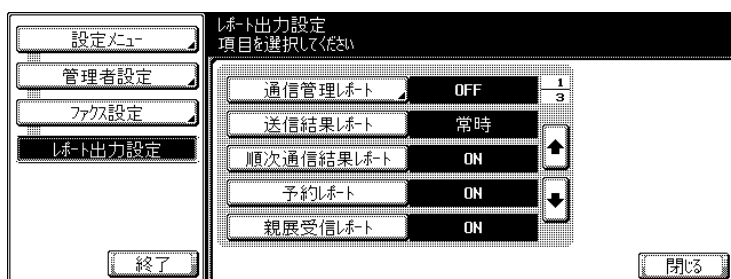 設定メニュー
管理者設定
ファクス設定
レポート出力設定
終了
レポート出力設定
項目を選択してください
通信管理レポート OFF
送信結果レポート 常時
順次通信結果レポート ON
予約レポート ON
親展受信レポート ON
1
3
閉じる